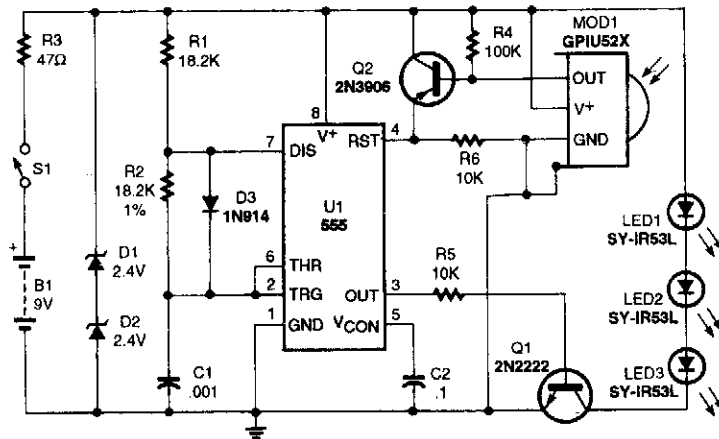 R3
47Ω
S1
+
B1
9V
D1
2.4V
D2
2.4V
R1
18.2K
R2
18.2K
1%
D3
1N914
C1
.001
8
V+
7
DIS
RST
4
U1
555
6
THR
2
TRG
OUT
3
1
GND
VCON
5
Q2
2N3906
R4
100K
MOD1
GPIU52X
OUT
V+
GND
R6
10K
R5
10K
C2
.1
Q1
2N2222
LED1
SY-IR53L
LED2
SY-IR53L
LED3
SY-IR53L